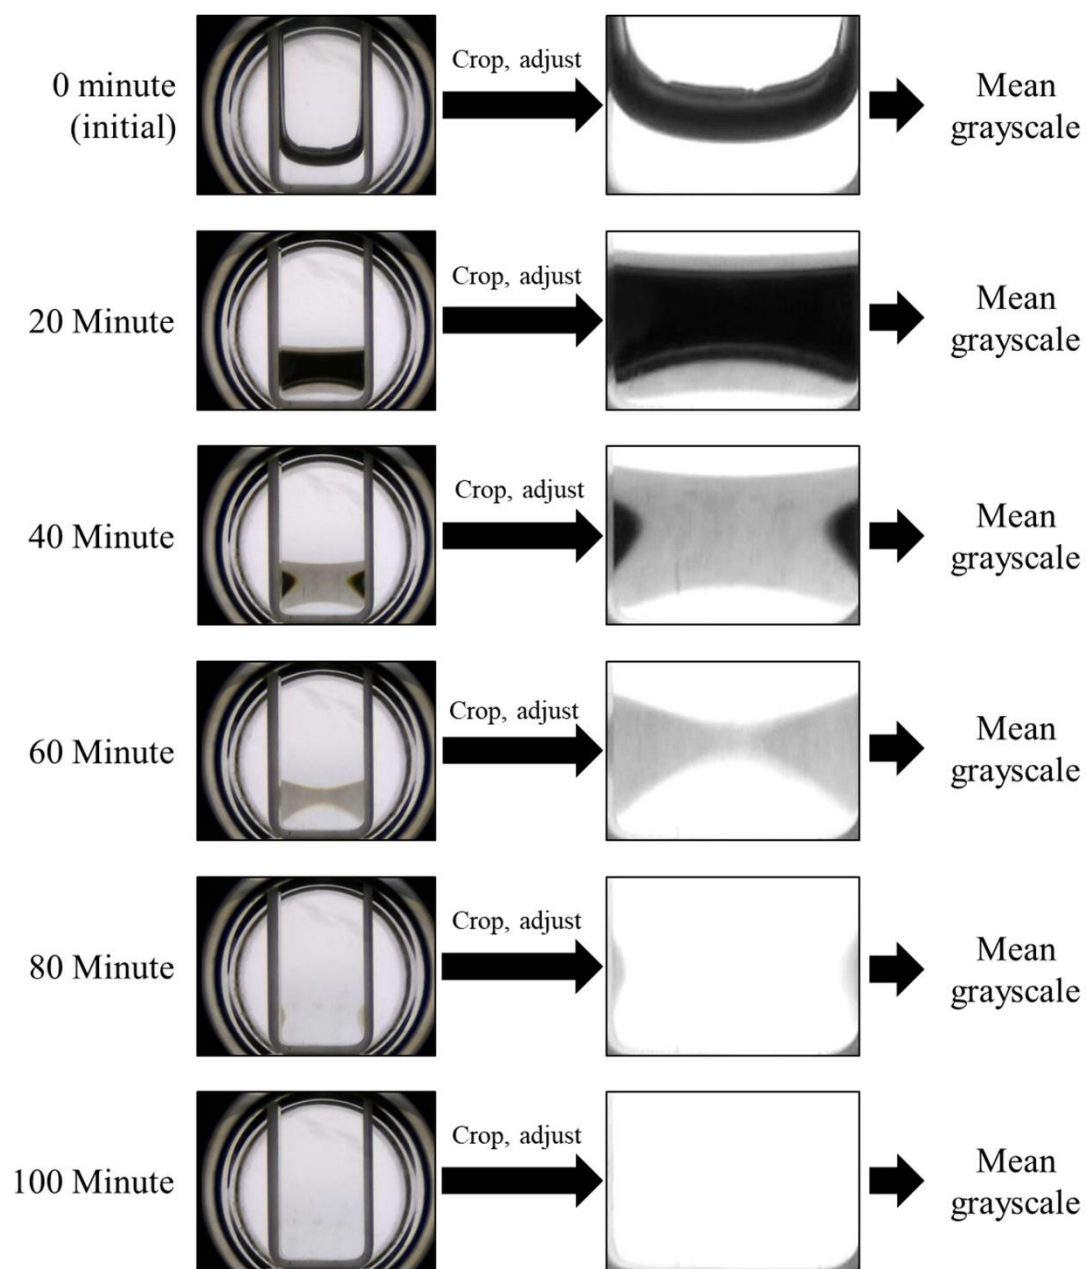 0 minute
(initial)
Crop, adjust
Mean
grayscale
20 Minute
Crop, adjust
Mean
grayscale
40 Minute
Crop, adjust
Mean
grayscale
60 Minute
Crop, adjust
Mean
grayscale
80 Minute
Crop, adjust
Mean
grayscale
100 Minute
Crop, adjust
Mean
grayscale